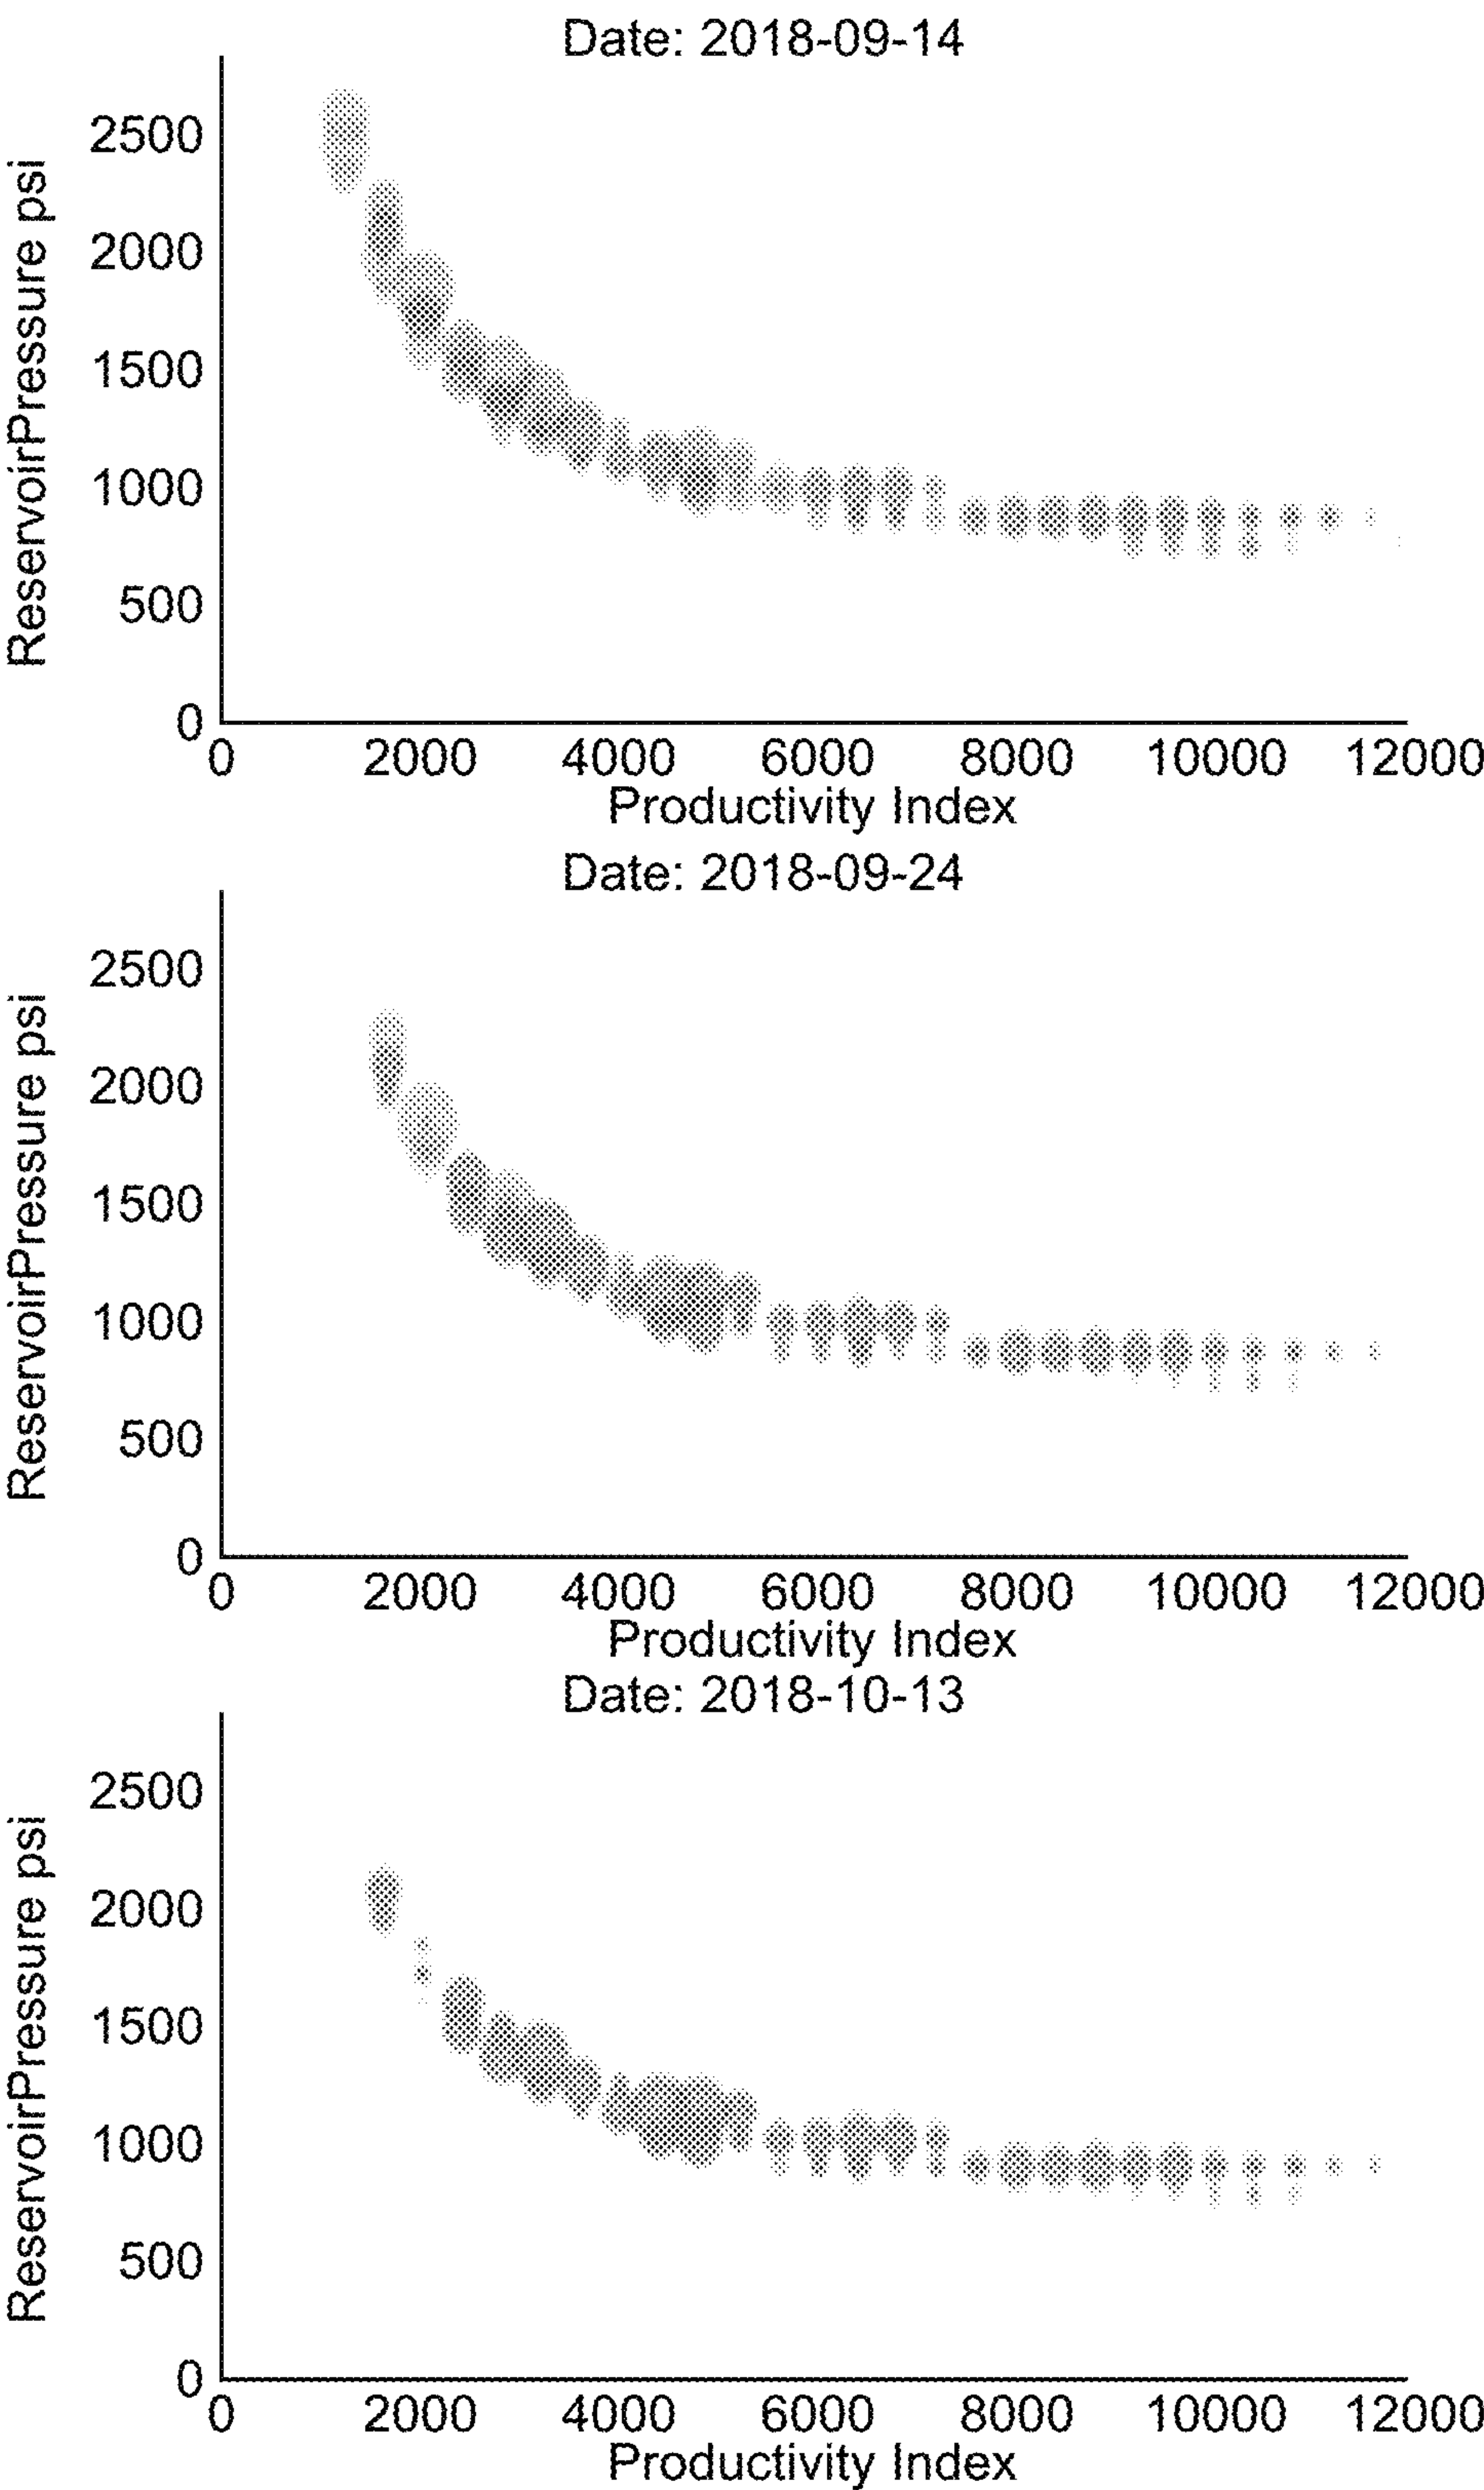 Date: 2018-09-14
ReservoirPressure psi
2500
2000
1500
1000
500
0
0 2000 4000 6000 8000 10000 12000
Productivity Index
Date: 2018-09-24
ReservoirPressure psi
2500
2000
1500
1000
500
0
0 2000 4000 6000 8000 10000 12000
Productivity Index
Date: 2018-10-13
ReservoirPressure psi
2500
2000
1500
1000
500
0
0 2000 4000 6000 8000 10000 12000
Productivity Index